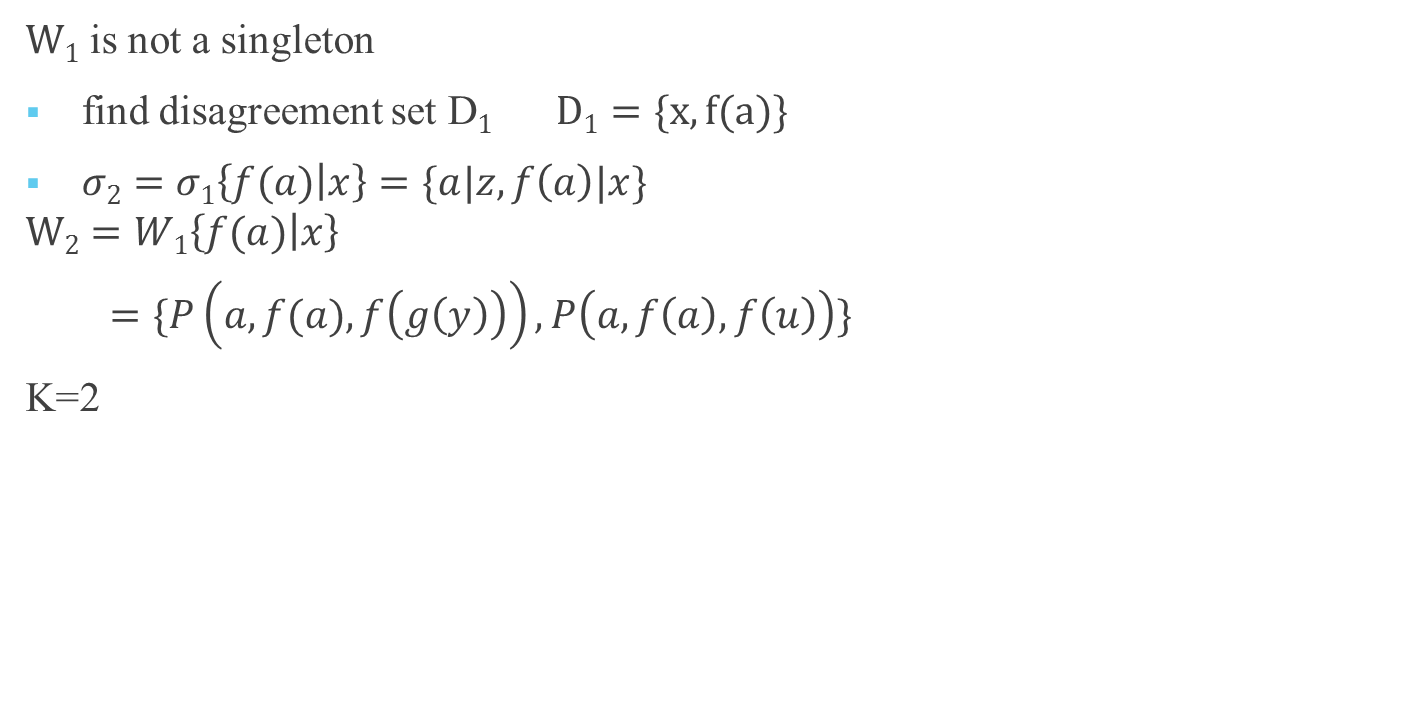 W₁ is not a singleton
▪ find disagreement set D₁ D₁ = {x, f(a)}
▪ σ₂ = σ₁{f(a)|x} = {a|z, f(a)|x}
W₂ = W₁{f(a)|x}
= {P(a, f(a), f(g(y))), P(a, f(a), f(u))}
K=2